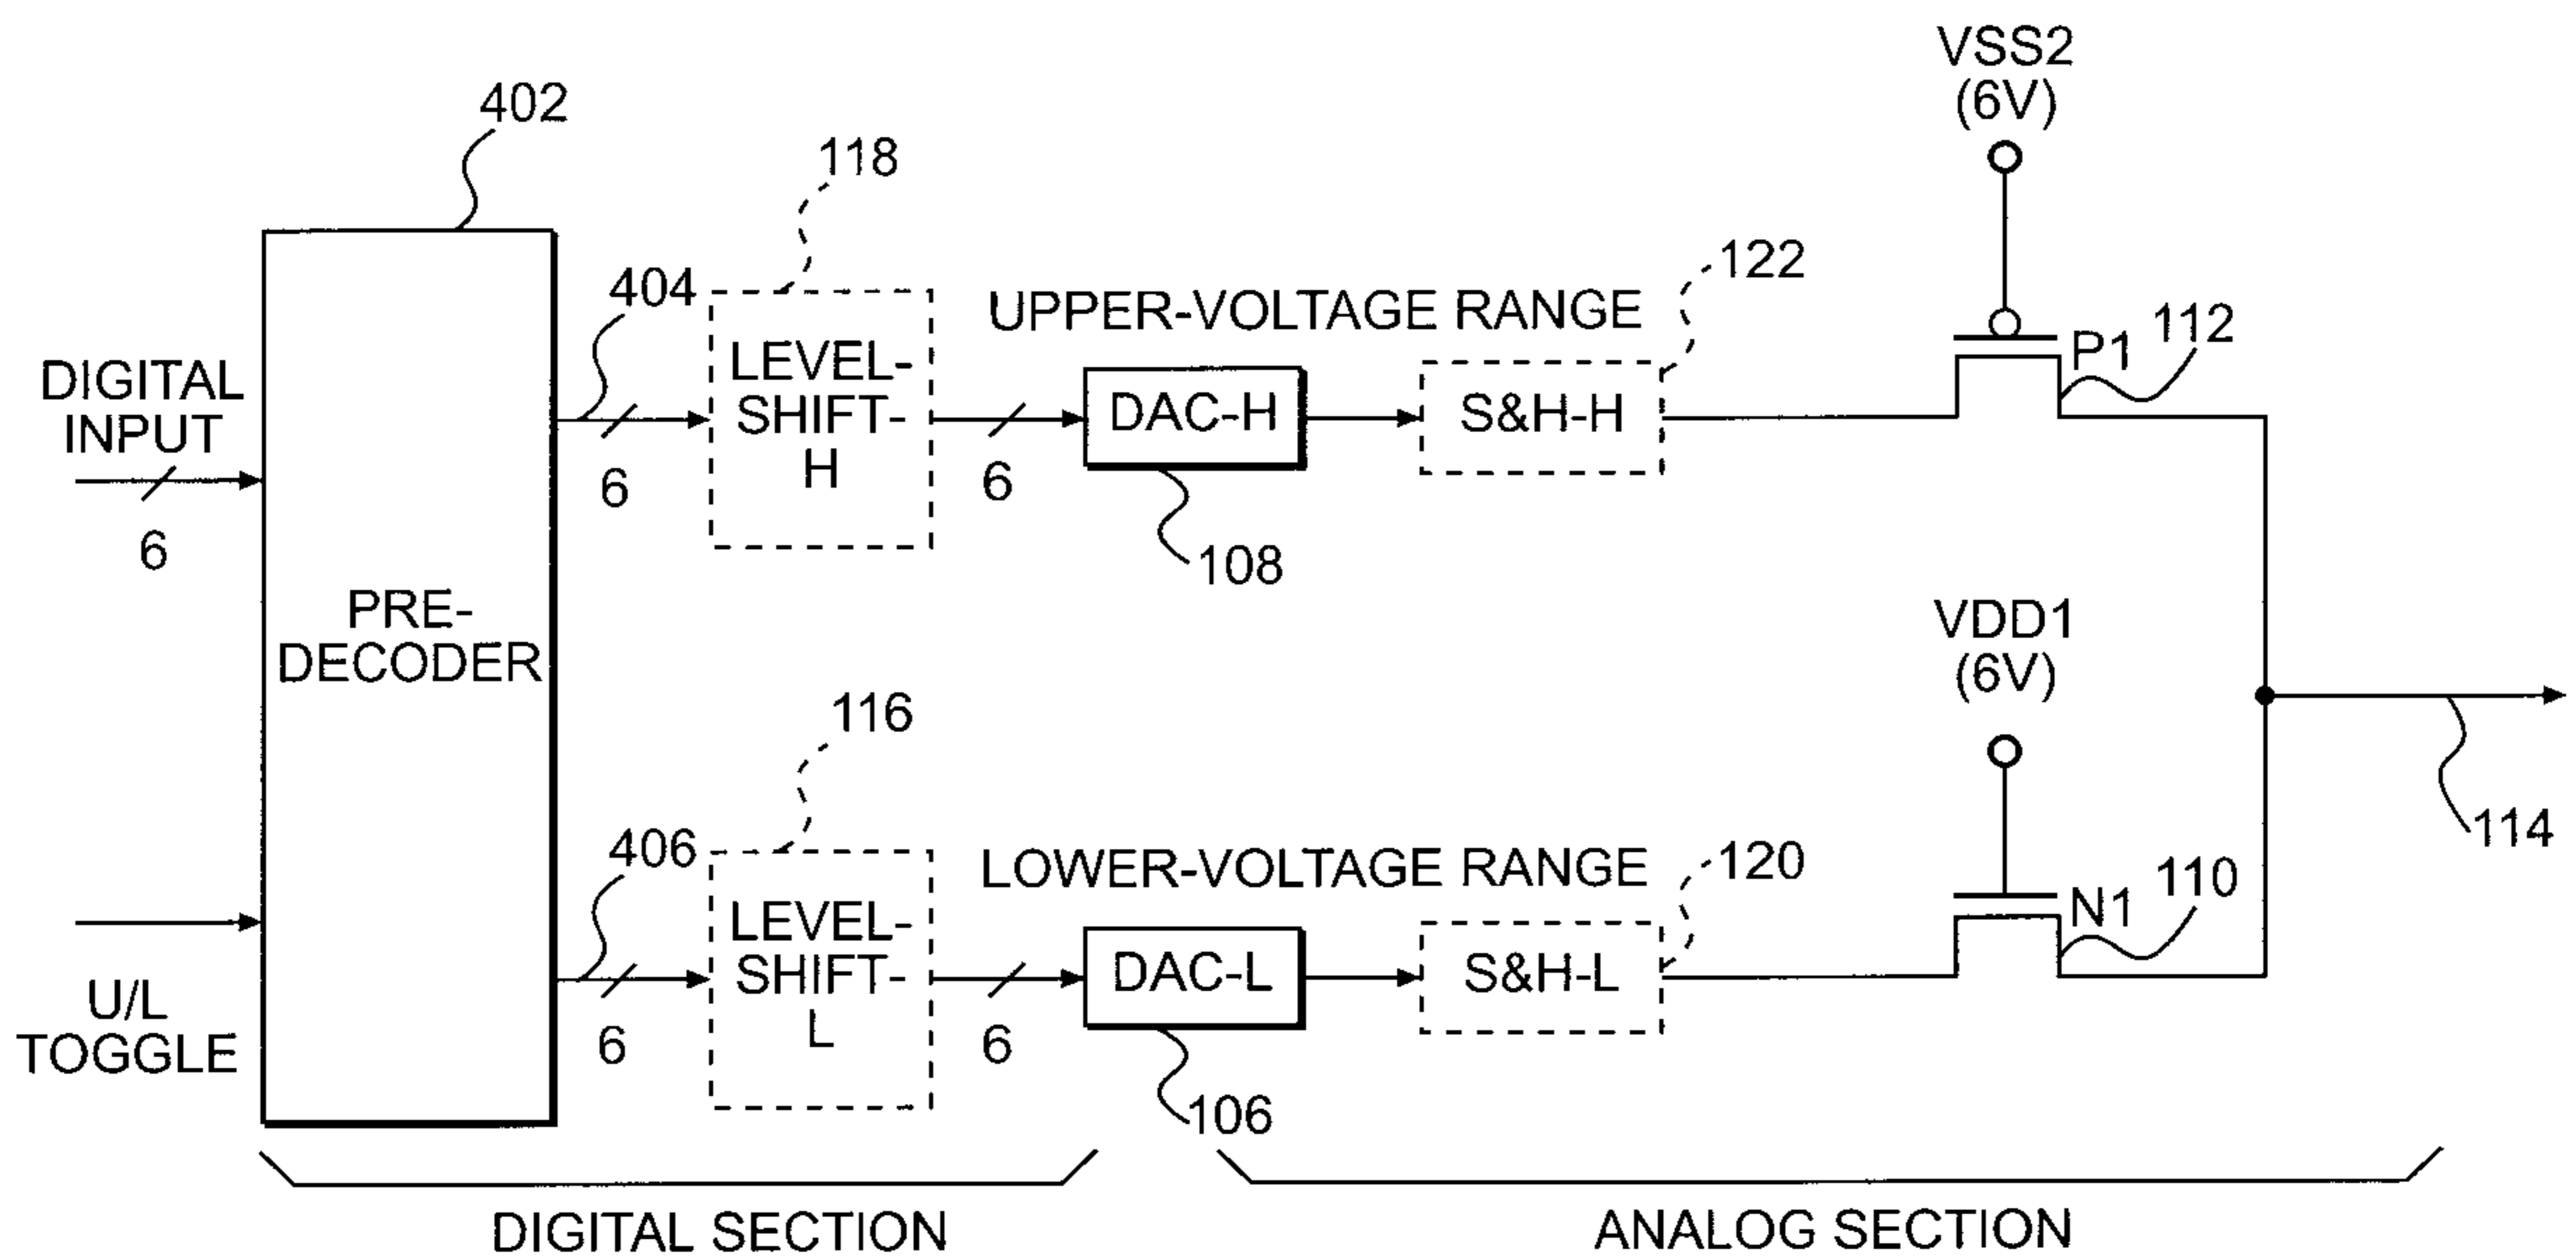 VSS2
(6V)
402
118
404
UPPER-VOLTAGE RANGE
122
P1
112
DIGITAL
INPUT
6
LEVEL-
SHIFT-
H
6
6
DAC-H
S&H-H
108
PRE-
DECODER
VDD1
(6V)
116
114
406
LOWER-VOLTAGE RANGE
120
N1
110
U/L
TOGGLE
LEVEL-
SHIFT-
L
6
6
DAC-L
S&H-L
106
DIGITAL SECTION
ANALOG SECTION